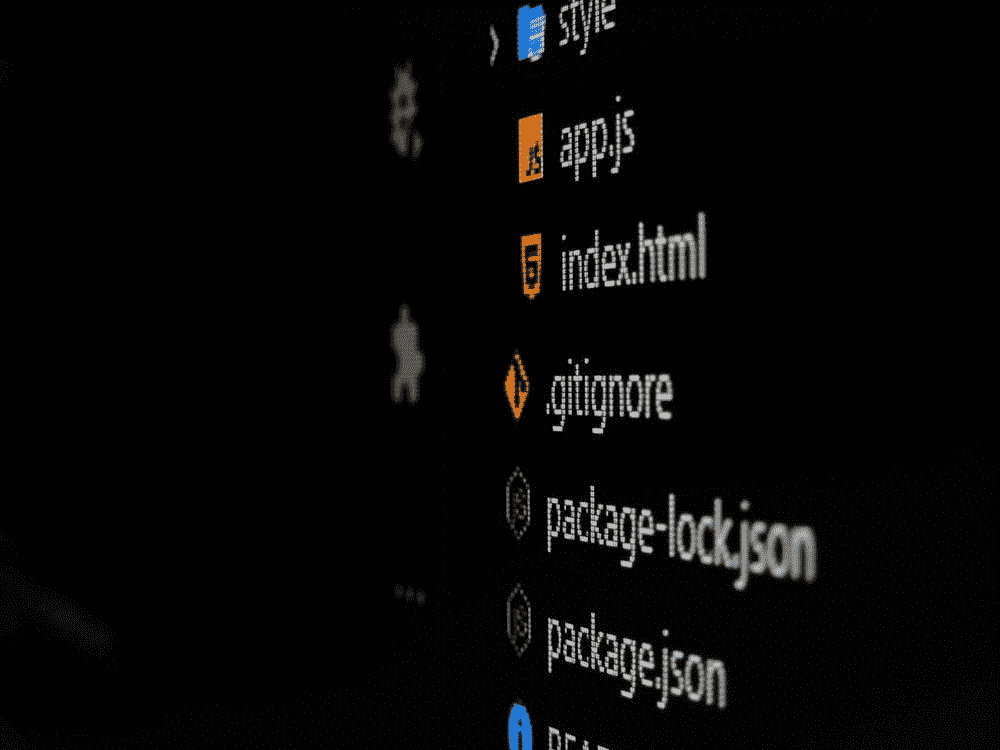 style
app.js
index.html
.gitignore
package-lock.json
package.json